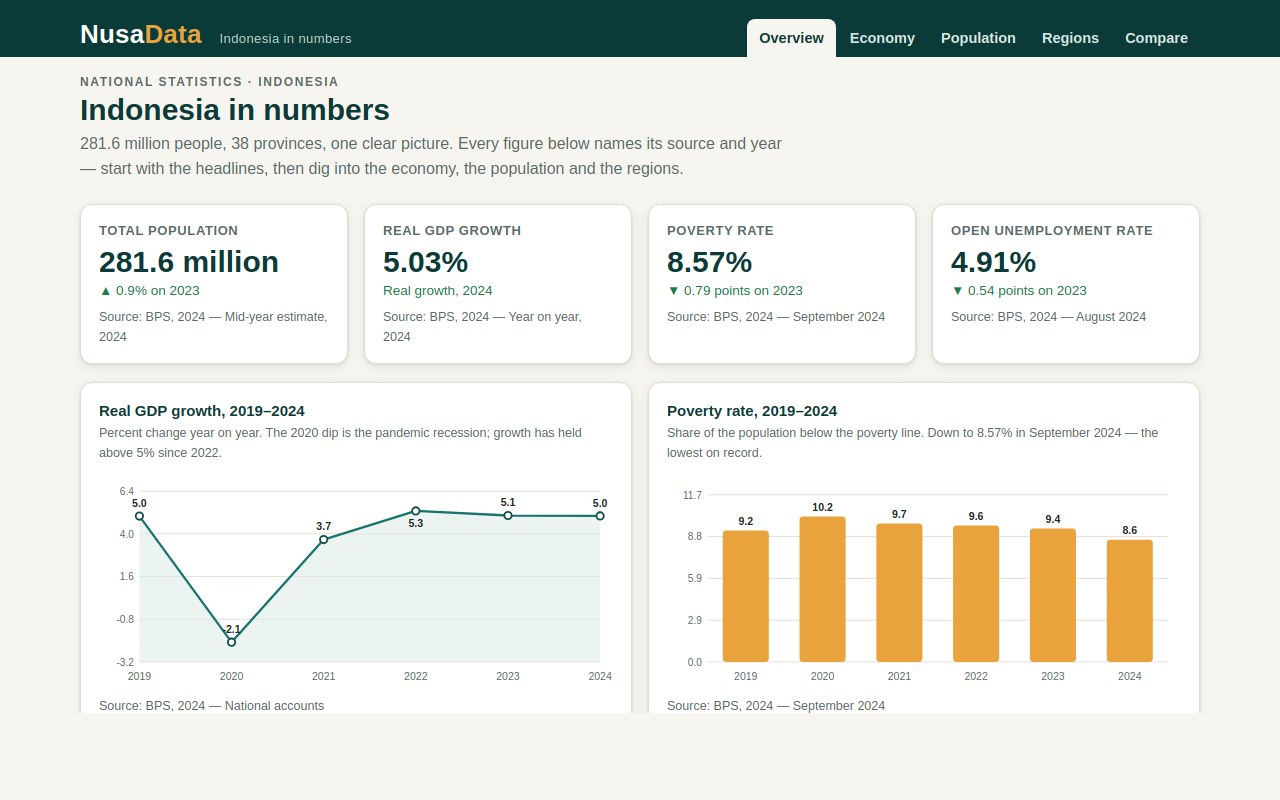 NusaData Indonesia in numbers Overview Economy Population Regions Compare
NATIONAL STATISTICS · INDONESIA
Indonesia in numbers
281.6 million people, 38 provinces, one clear picture. Every figure below names its source and year
— start with the headlines, then dig into the economy, the population and the regions.
TOTAL POPULATION
281.6 million
▲ 0.9% on 2023
Source: BPS, 2024 — Mid-year estimate,
2024
REAL GDP GROWTH
5.03%
Real growth, 2024
Source: BPS, 2024 — Year on year,
2024
POVERTY RATE
8.57%
▼ 0.79 points on 2023
Source: BPS, 2024 — September 2024
OPEN UNEMPLOYMENT RATE
4.91%
▼ 0.54 points on 2023
Source: BPS, 2024 — August 2024
Real GDP growth, 2019–2024
Percent change year on year. The 2020 dip is the pandemic recession; growth has held
above 5% since 2022.
6.4
4.0
1.6
-0.8
-3.2
5.0
-2.1
3.7
5.3
5.1
5.0
2019 2020 2021 2022 2023 2024
Source: BPS, 2024 — National accounts
Poverty rate, 2019–2024
Share of the population below the poverty line. Down to 8.57% in September 2024 — the
lowest on record.
11.7
8.8
5.9
2.9
0.0
9.2
10.2
9.7
9.6
9.4
8.6
2019 2020 2021 2022 2023 2024
Source: BPS, 2024 — September 2024